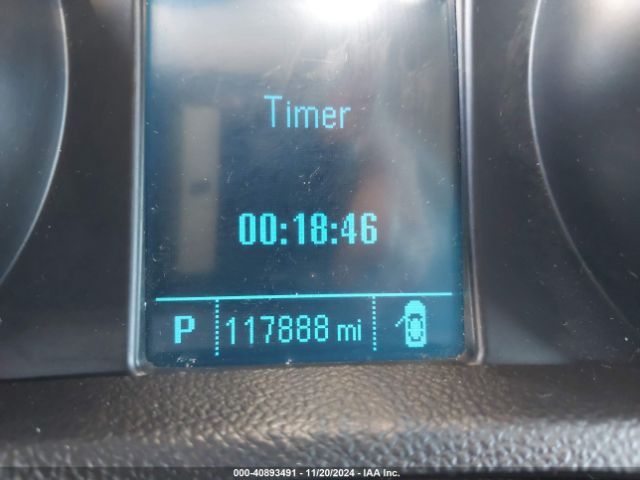 Timer
00:18:46
P 117888 mi
000-40893491 - 11/20/2024 - IAA Inc.